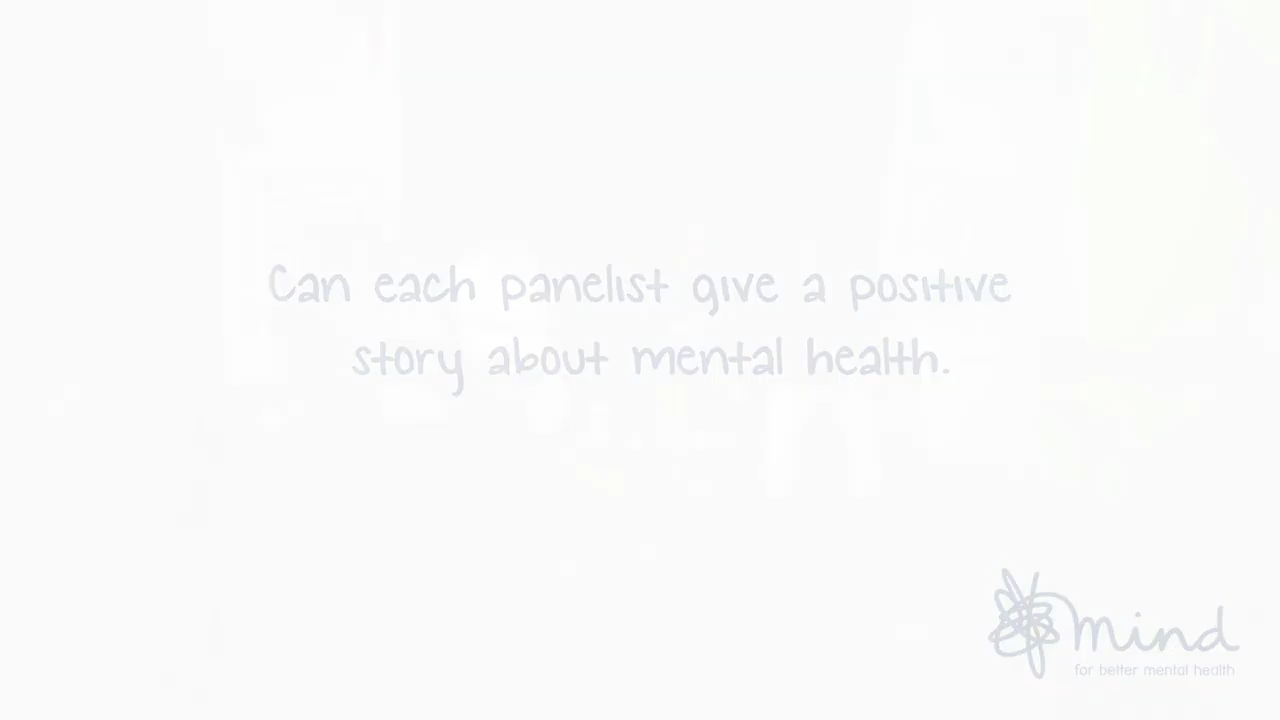 Can each panelist give a positive
story about mental health.
mind
for better mental health